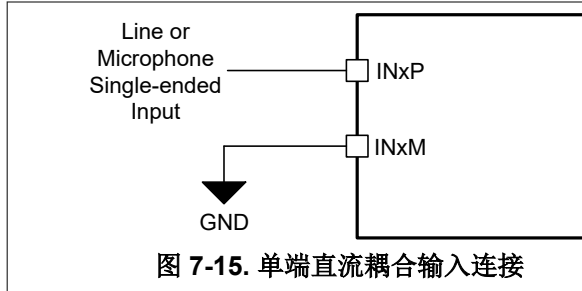 Line or
Microphone
Single-ended
Input
INxP
INxM
GND
图 7-15. 单端直流耦合输入连接